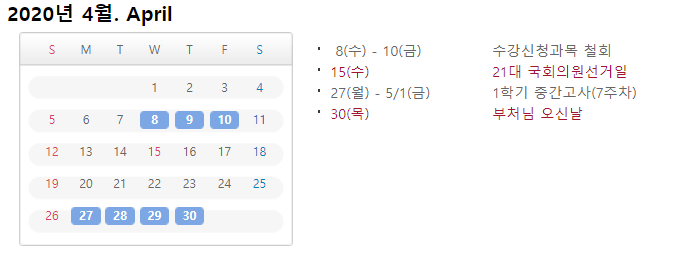 2020년 4월. April
S M T W T F S
1 2 3 4
5 6 7 8 9 10 11
12 13 14 15 16 17 18
19 20 21 22 23 24 25
26 27 28 29 30
8(수) - 10(금) 수강신청과목 철회
15(수) 21대 국회의원선거일
27(월) - 5/1(금) 1학기 중간고사(7주차)
30(목) 부처님 오신날